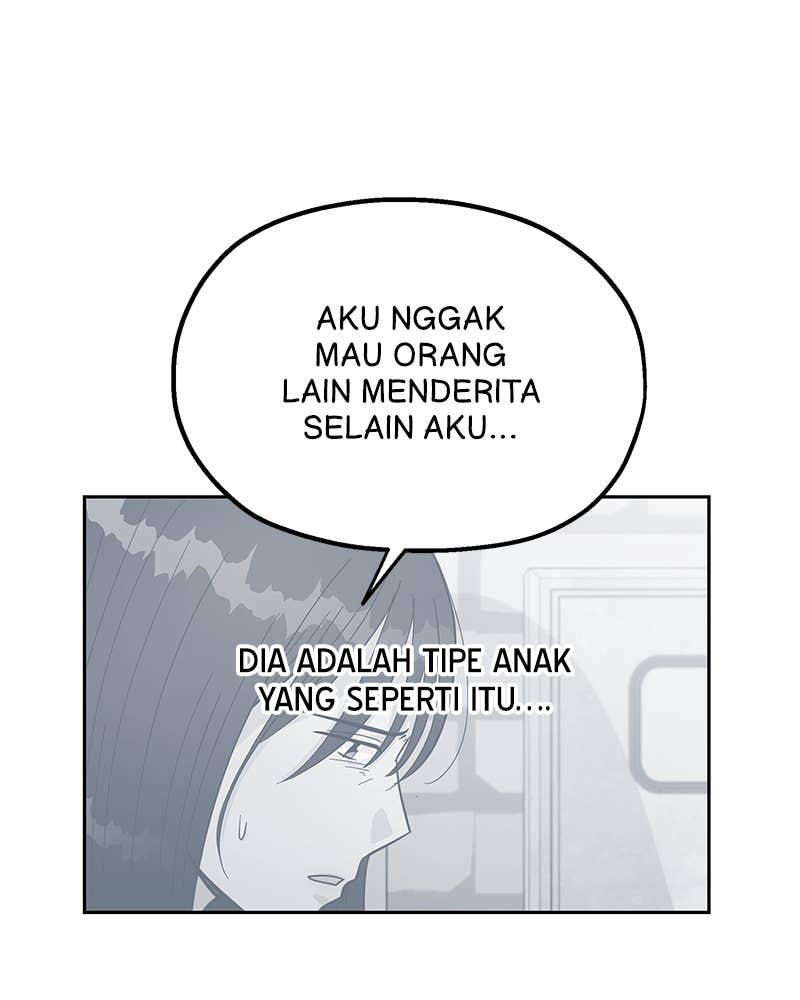 AKU NGGAK
MAU ORANG
LAIN MENDERITA
SELAIN AKU...
DIA ADALAH TIPE ANAK
YANG SEPERTI ITU....